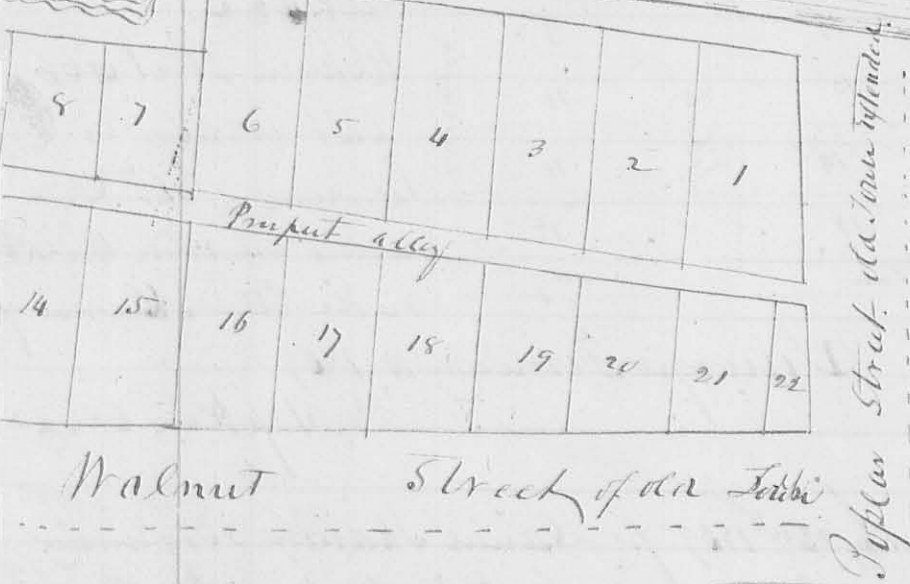 8 7 6 5 4 3 2 1
Prospect alley
14 15 16 17 18 19 20 21 22
Walnut Street of old Town
Poplar Street old Town extended.